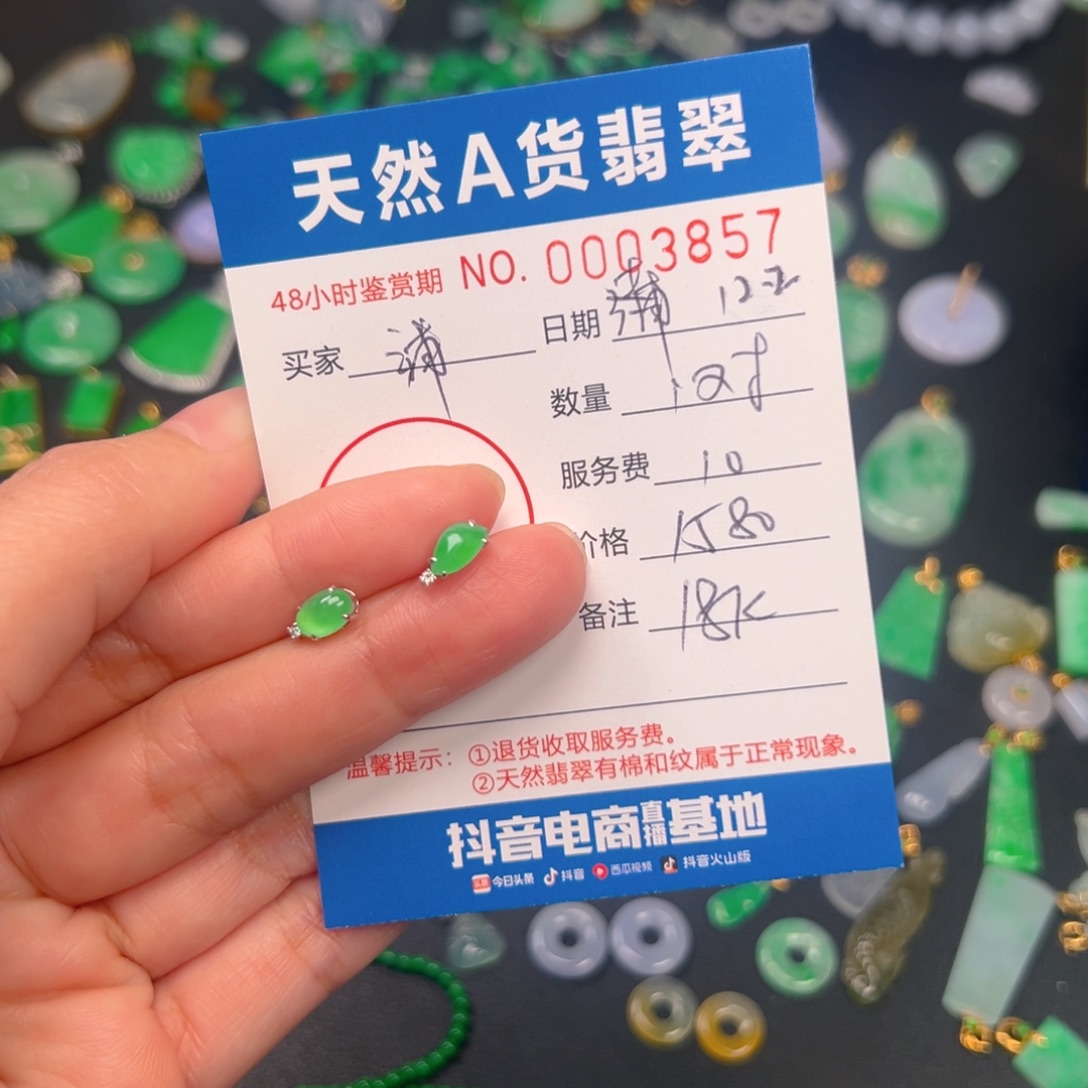 天然A货翡翠
48小时鉴赏期 NO. 0003857
买家 浦 日期 浦 12-2
数量
服务费 10
价格 1580
备注 18K
温馨提示：①退货收取服务费。
②天然翡翠有棉和纹属于正常现象。
抖音电商直播基地
今日头条 抖音 西瓜视频 抖音火山版